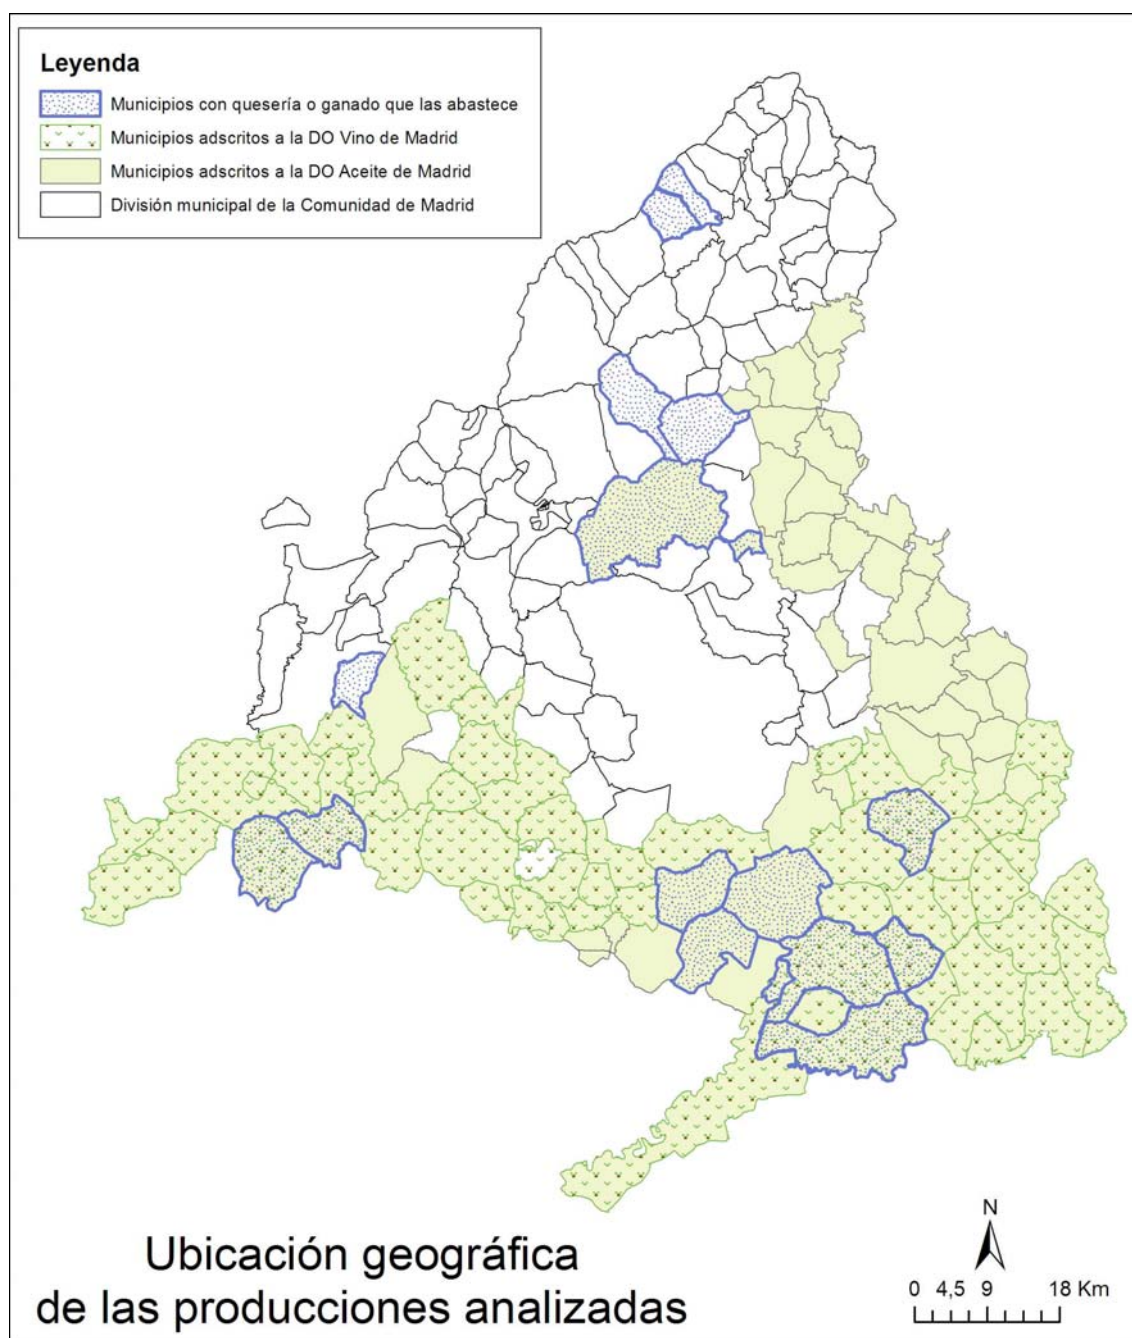 Leyenda
Municipios con quesería o ganado que las abastece
Municipios adscritos a la DO Vino de Madrid
Municipios adscritos a la DO Aceite de Madrid
División municipal de la Comunidad de Madrid
Ubicación geográfica
de las producciones analizadas
N
0 4,5 9 18 Km